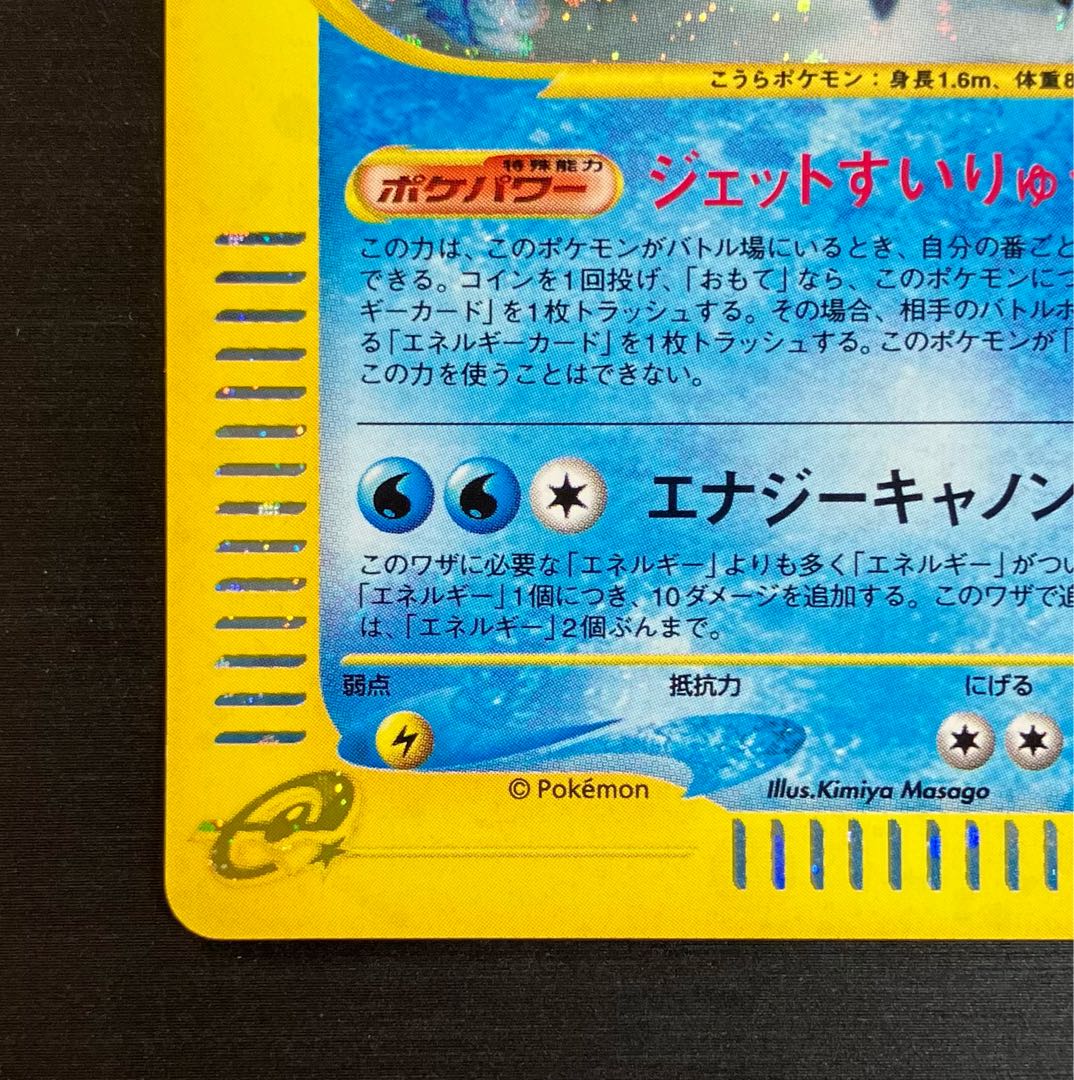 こうらポケモン：身長1.6m、体重8
特殊能力
ポケパワー
ジェットすいりゅ
この力は、このポケモンがバトル場にいるとき、自分の番ごと
できる。コインを1回投げ、「おもて」なら、このポケモンにつ
ギーカード」を1枚トラッシュする。その場合、相手のバトルポ
る「エネルギーカード」を1枚トラッシュする。このポケモンが「
この力を使うことはできない。
エナジーキャノン
このワザに必要な「エネルギー」よりも多く「エネルギー」がつい
「エネルギー」1個につき、10ダメージを追加する。このワザで追
は、「エネルギー」2個ぶんまで。
弱点 抵抗力 にげる
© Pokémon Illus.Kimiya Masago
e